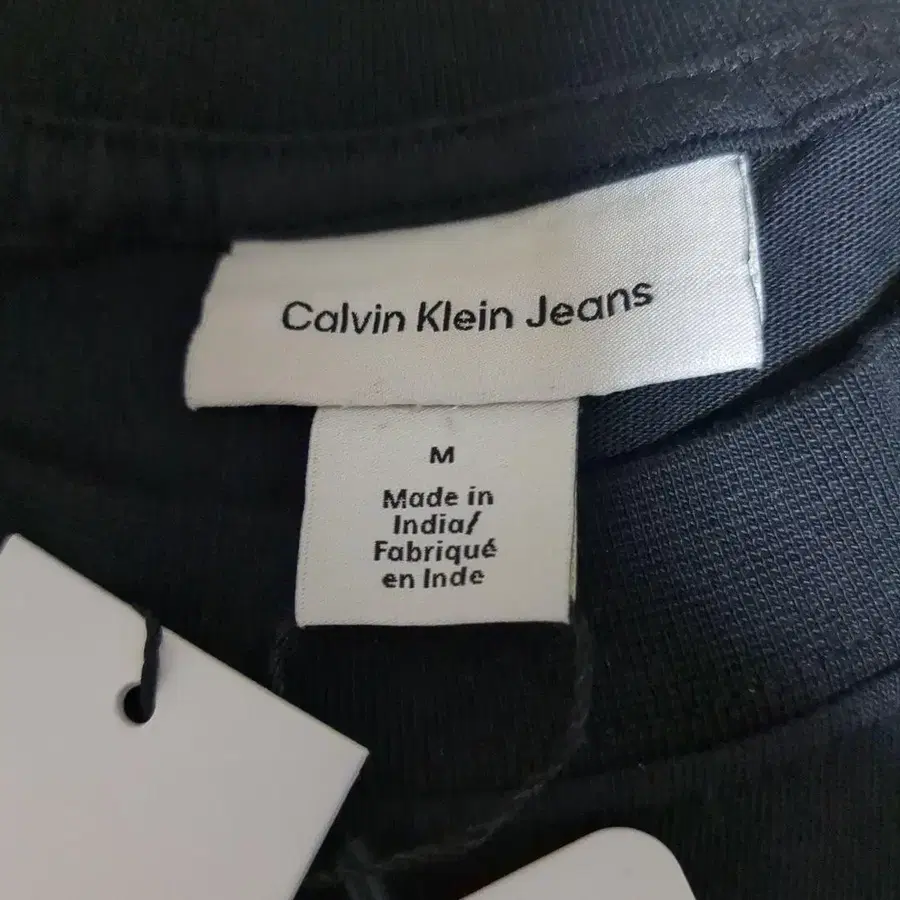 Calvin Klein Jeans
M
Made in
India/
Fabriqué
en Inde